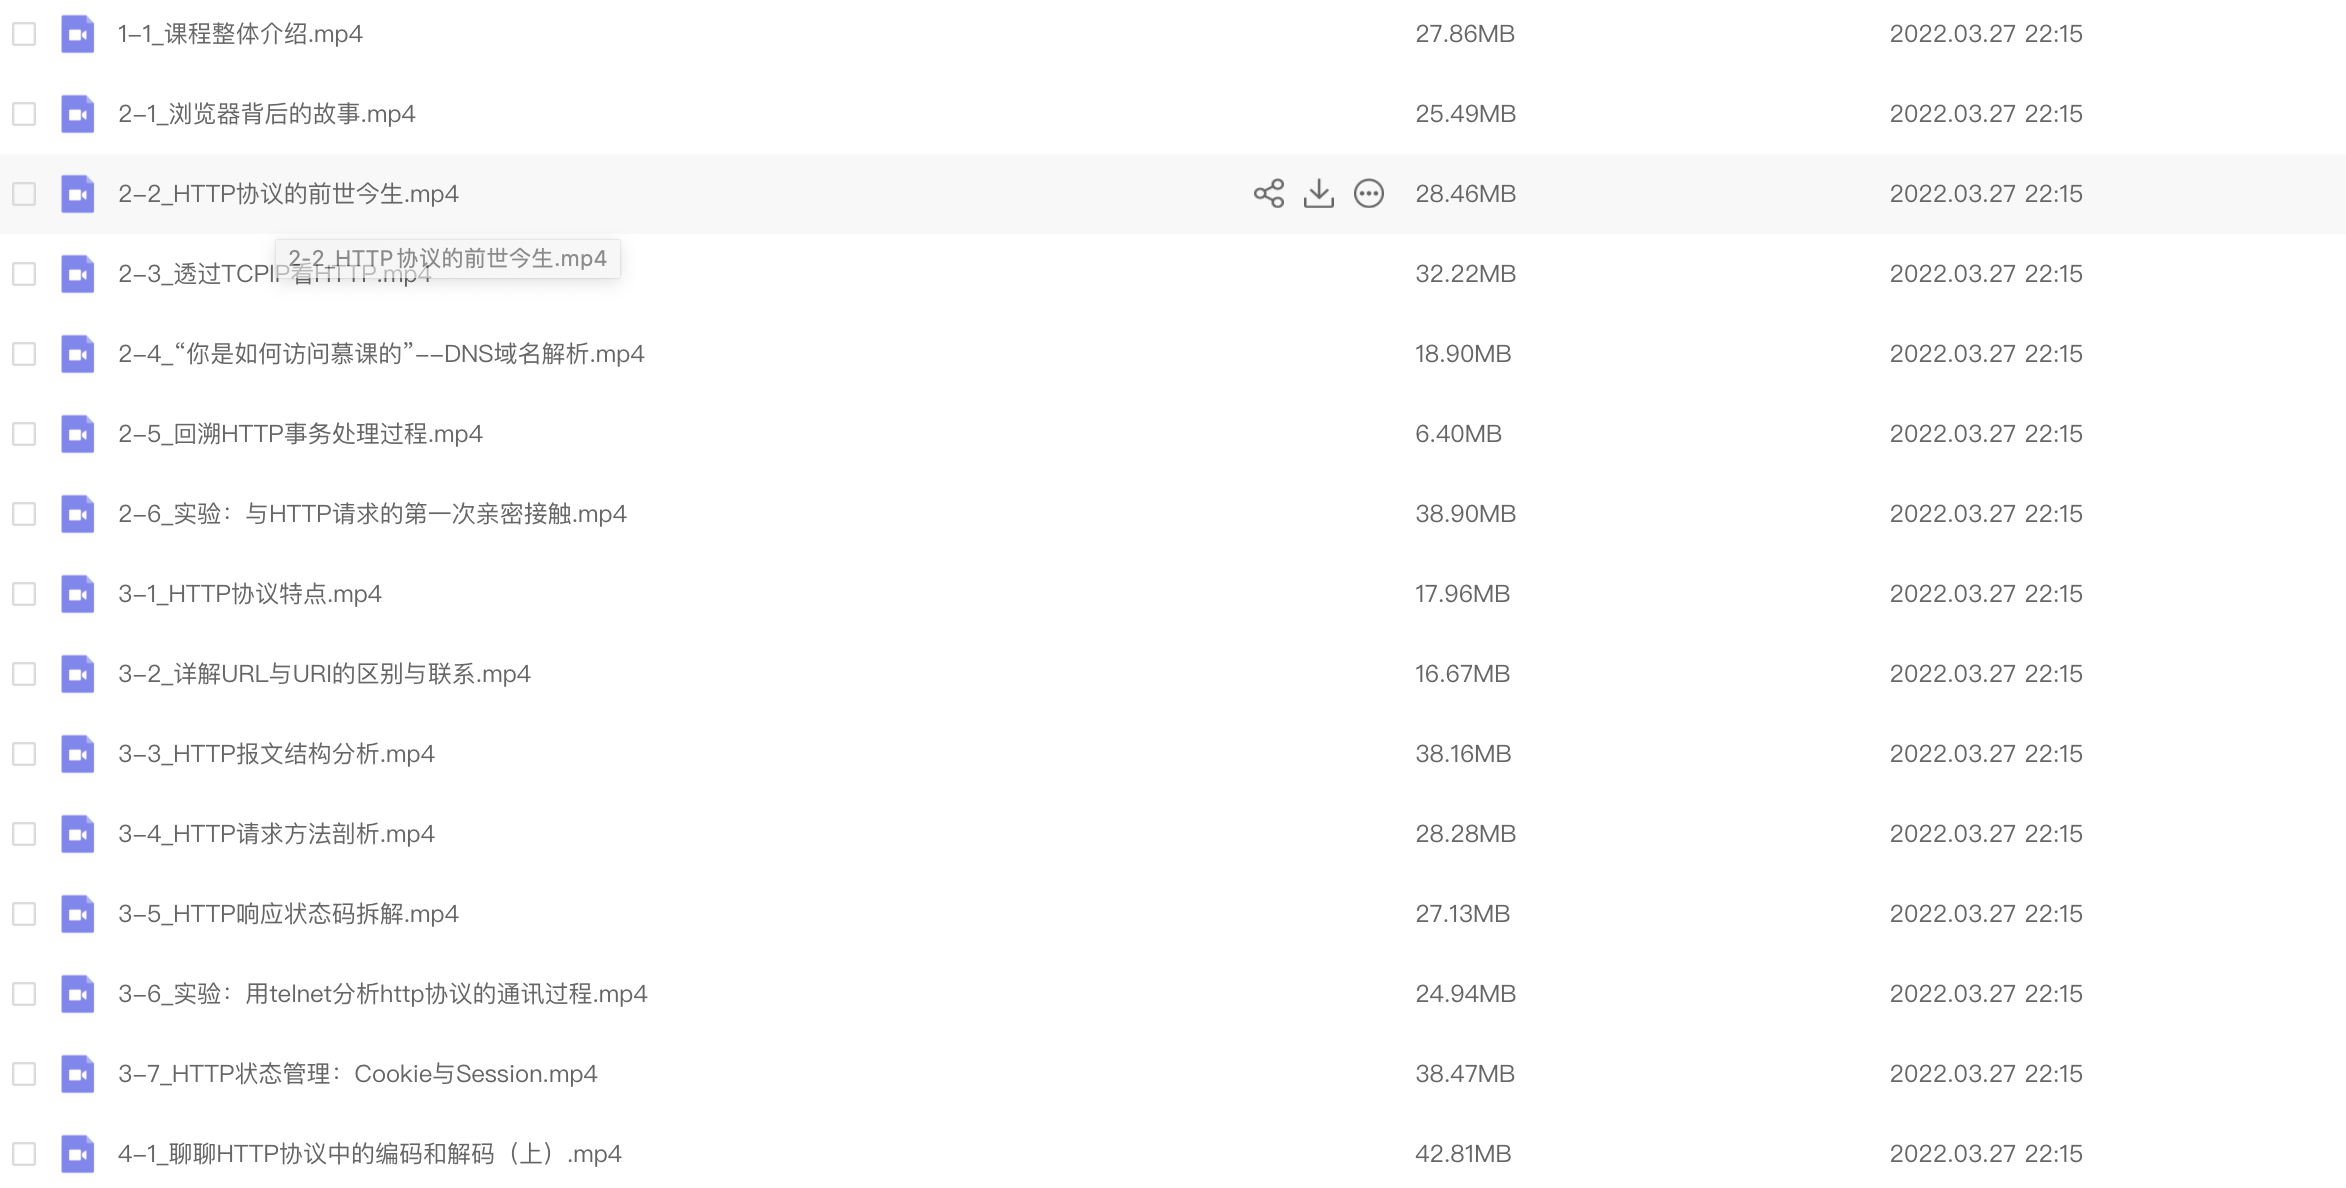 1-1_课程整体介绍.mp4 27.86MB 2022.03.27 22:15
2-1_浏览器背后的故事.mp4 25.49MB 2022.03.27 22:15
2-2_HTTP协议的前世今生.mp4 28.46MB 2022.03.27 22:15
2-2_HTTP协议的前世今生.mp4
2-3_透过TCPIP看HTTP.mp4 32.22MB 2022.03.27 22:15
2-4_“你是如何访问慕课的”--DNS域名解析.mp4 18.90MB 2022.03.27 22:15
2-5_回溯HTTP事务处理过程.mp4 6.40MB 2022.03.27 22:15
2-6_实验：与HTTP请求的第一次亲密接触.mp4 38.90MB 2022.03.27 22:15
3-1_HTTP协议特点.mp4 17.96MB 2022.03.27 22:15
3-2_详解URL与URI的区别与联系.mp4 16.67MB 2022.03.27 22:15
3-3_HTTP报文结构分析.mp4 38.16MB 2022.03.27 22:15
3-4_HTTP请求方法剖析.mp4 28.28MB 2022.03.27 22:15
3-5_HTTP响应状态码拆解.mp4 27.13MB 2022.03.27 22:15
3-6_实验：用telnet分析http协议的通讯过程.mp4 24.94MB 2022.03.27 22:15
3-7_HTTP状态管理：Cookie与Session.mp4 38.47MB 2022.03.27 22:15
4-1_聊聊HTTP协议中的编码和解码（上）.mp4 42.81MB 2022.03.27 22:15